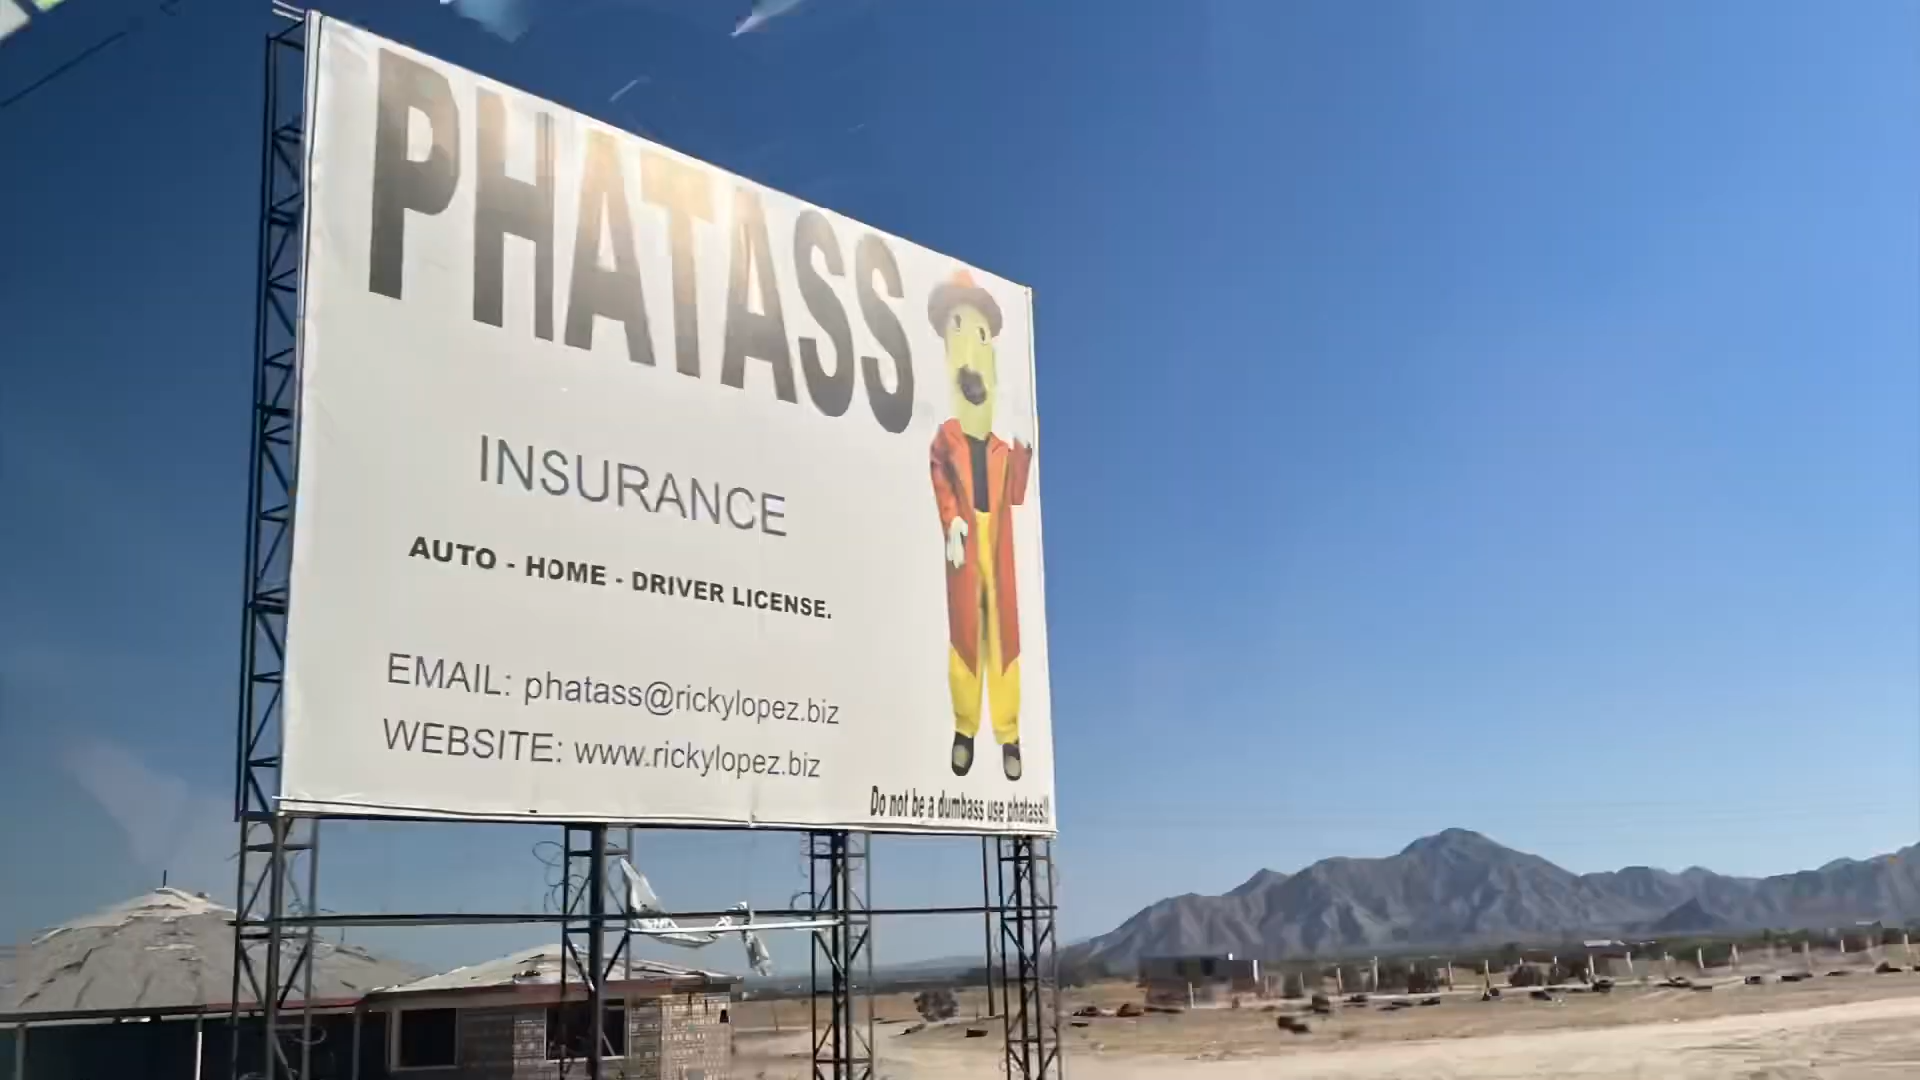 PHATASS
INSURANCE
AUTO - HOME - DRIVER LICENSE.
EMAIL: phatass@rickylopez.biz
WEBSITE: www.rickylopez.biz
Do not be a dumbass use phatass!!